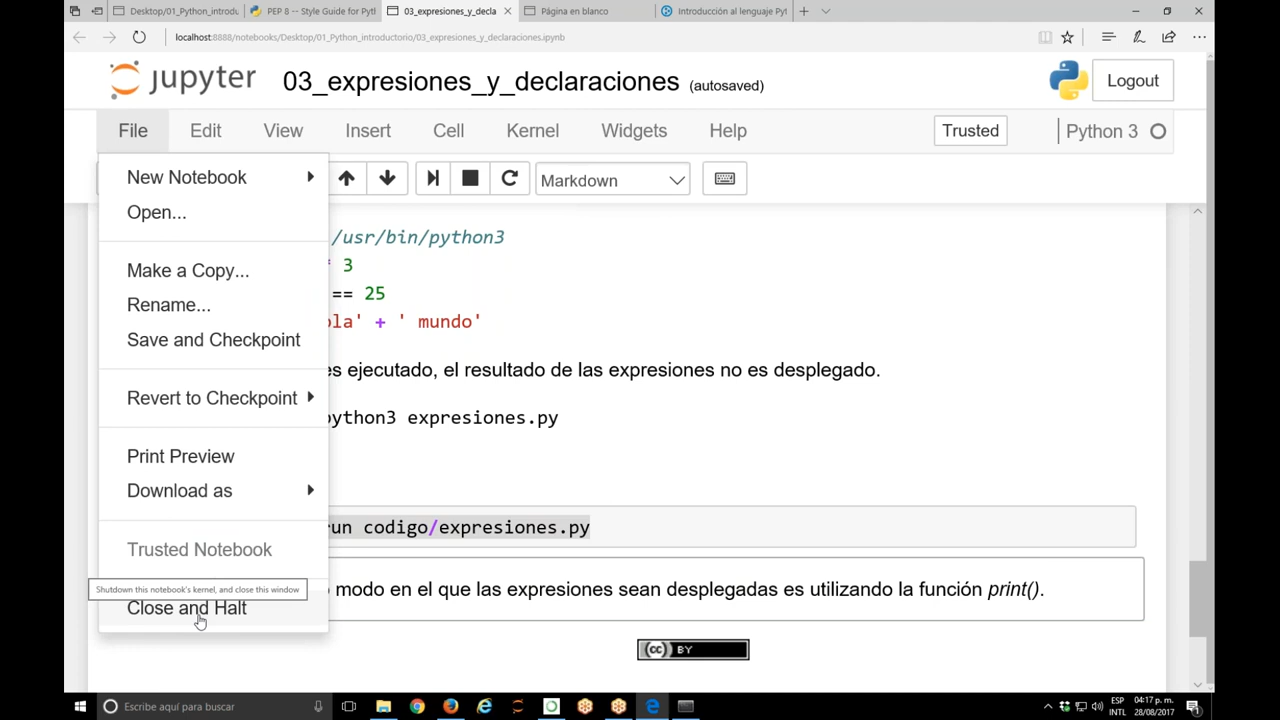 Desktop/01_Python_introdu
PEP 8 -- Style Guide for Pytl
03_expresiones_y_decla
Página en blanco
Introducción al lenguaje Pyt
localhost:8888/notebooks/Desktop/01_Python_introductorio/03_expresiones_y_declaraciones.ipynb
jupyter
03_expresiones_y_declaraciones (autosaved)
Logout
File
Edit
View
Insert
Cell
Kernel
Widgets
Help
Trusted
Python 3
Markdown
New Notebook
Open...
Make a Copy...
Rename...
Save and Checkpoint
Revert to Checkpoint
Print Preview
Download as
Trusted Notebook
Shutdown this notebook's kernel, and close this window
Close and Halt
/usr/bin/python3
* 3
== 25
ola' + ' mundo'
es ejecutado, el resultado de las expresiones no es desplegado.
python3 expresiones.py
run codigo/expresiones.py
modo en el que las expresiones sean desplegadas es utilizando la función print().
(cc) BY
Escribe aquí para buscar
ESP
INTL
04:17 p. m.
28/08/2017